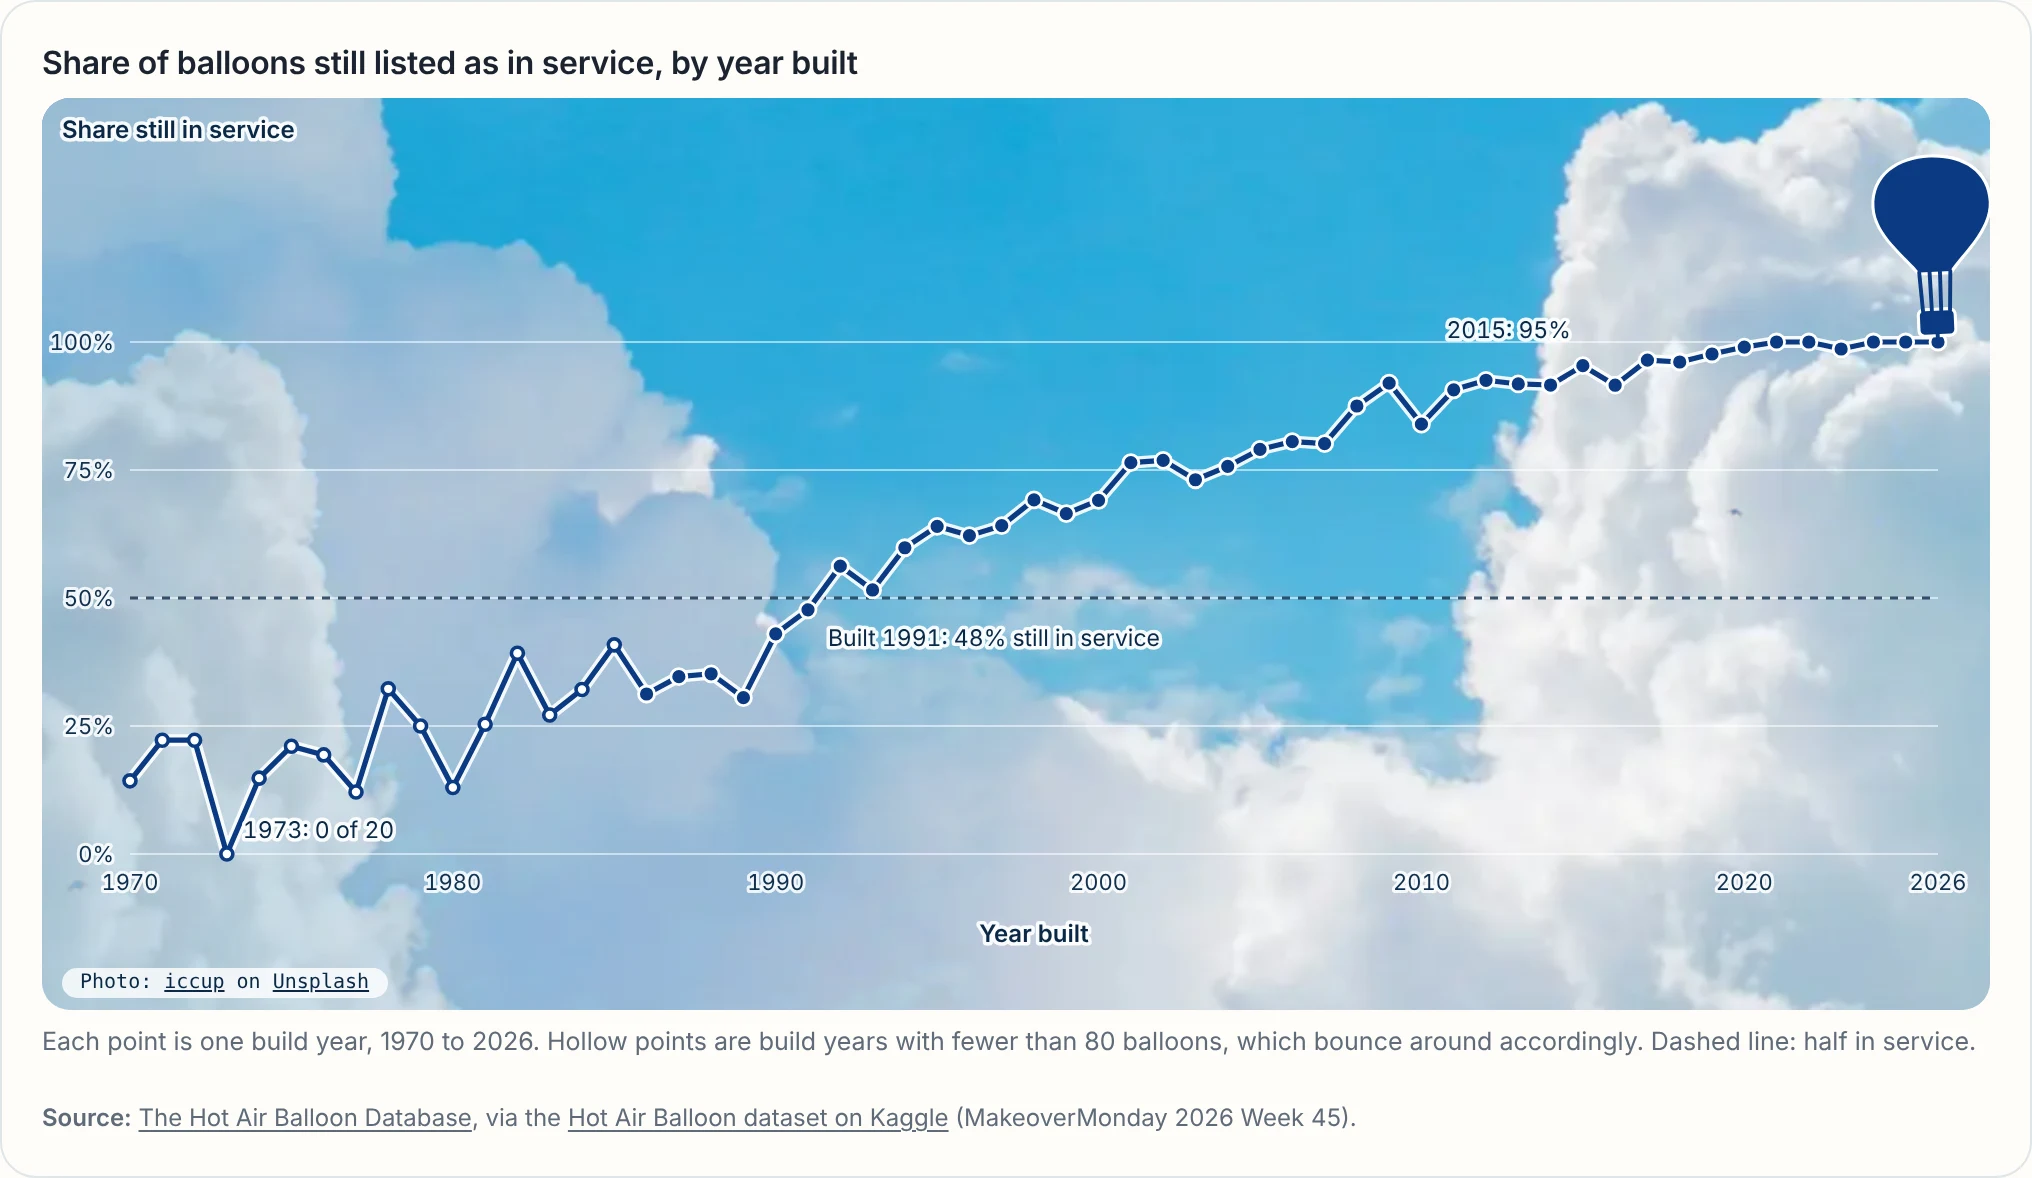 Share of balloons still listed as in service, by year built
Share still in service
2015: 95%
100%
75%
50%
Built 1991: 48% still in service
25%
1973: 0 of 20
0%
1970 1980 1990 2000 2010 2020 2026
Year built
Photo: iccup on Unsplash
Each point is one build year, 1970 to 2026. Hollow points are build years with fewer than 80 balloons, which bounce around accordingly. Dashed line: half in service.
Source: The Hot Air Balloon Database, via the Hot Air Balloon dataset on Kaggle (MakeoverMonday 2026 Week 45).